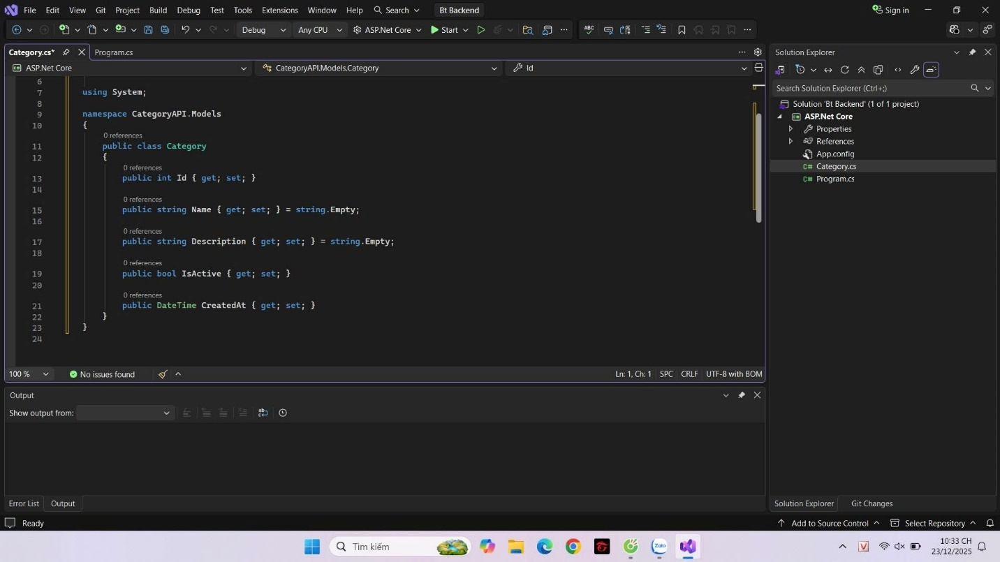 File Edit View Git Project Build Debug Test Tools Extensions Window Help Search Bt Backend Sign in
Debug Any CPU ASP.Net Core Start
Category.cs* Program.cs
ASP.Net Core CategoryAPI.Models.Category Id
6
7 using System;
8
9 namespace CategoryAPI.Models
10 {
0 references
11 public class Category
12 {
0 references
13 public int Id { get; set; }
14
0 references
15 public string Name { get; set; } = string.Empty;
16
0 references
17 public string Description { get; set; } = string.Empty;
18
0 references
19 public bool IsActive { get; set; }
20
0 references
21 public DateTime CreatedAt { get; set; }
22 }
23 }
24
100 % No issues found Ln: 1, Ch: 1 SPC CRLF UTF-8 with BOM
Output
Show output from:
Error List Output
Solution Explorer
Search Solution Explorer (Ctrl+;)
Solution 'Bt Backend' (1 of 1 project)
ASP.Net Core
Properties
References
App.config
C# Category.cs
C# Program.cs
Solution Explorer Git Changes
Ready Add to Source Control Select Repository
Tìm kiếm Zalo V 10:33 CH
23/12/2025